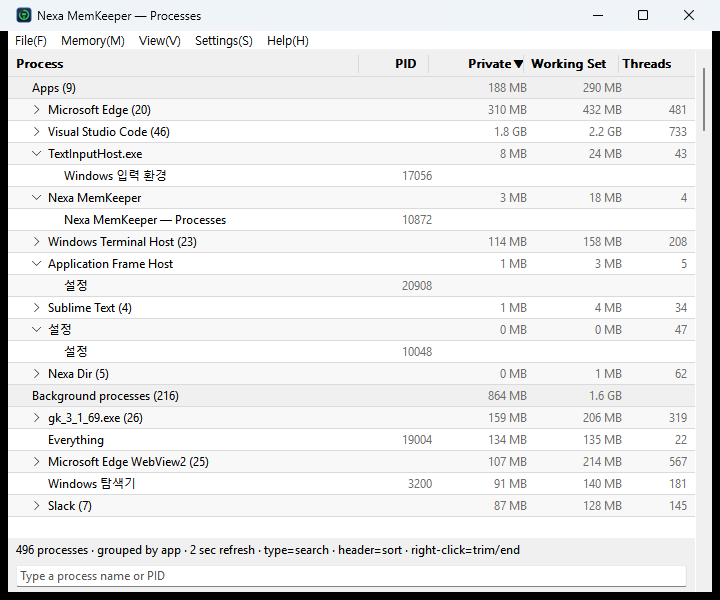 Nexa MemKeeper — Processes
File(F) Memory(M) View(V) Settings(S) Help(H)
Process PID Private▼ Working Set Threads
Apps (9) 188 MB 290 MB
Microsoft Edge (20) 310 MB 432 MB 481
Visual Studio Code (46) 1.8 GB 2.2 GB 733
TextInputHost.exe 8 MB 24 MB 43
Windows 입력 환경 17056
Nexa MemKeeper 3 MB 18 MB 4
Nexa MemKeeper — Processes 10872
Windows Terminal Host (23) 114 MB 158 MB 208
Application Frame Host 1 MB 3 MB 5
설정 20908
Sublime Text (4) 1 MB 4 MB 34
설정 0 MB 0 MB 47
설정 10048
Nexa Dir (5) 0 MB 1 MB 62
Background processes (216) 864 MB 1.6 GB
gk_3_1_69.exe (26) 159 MB 206 MB 319
Everything 19004 134 MB 135 MB 22
Microsoft Edge WebView2 (25) 107 MB 214 MB 567
Windows 탐색기 3200 91 MB 140 MB 181
Slack (7) 87 MB 128 MB 145
496 processes · grouped by app · 2 sec refresh · type=search · header=sort · right-click=trim/end
Type a process name or PID